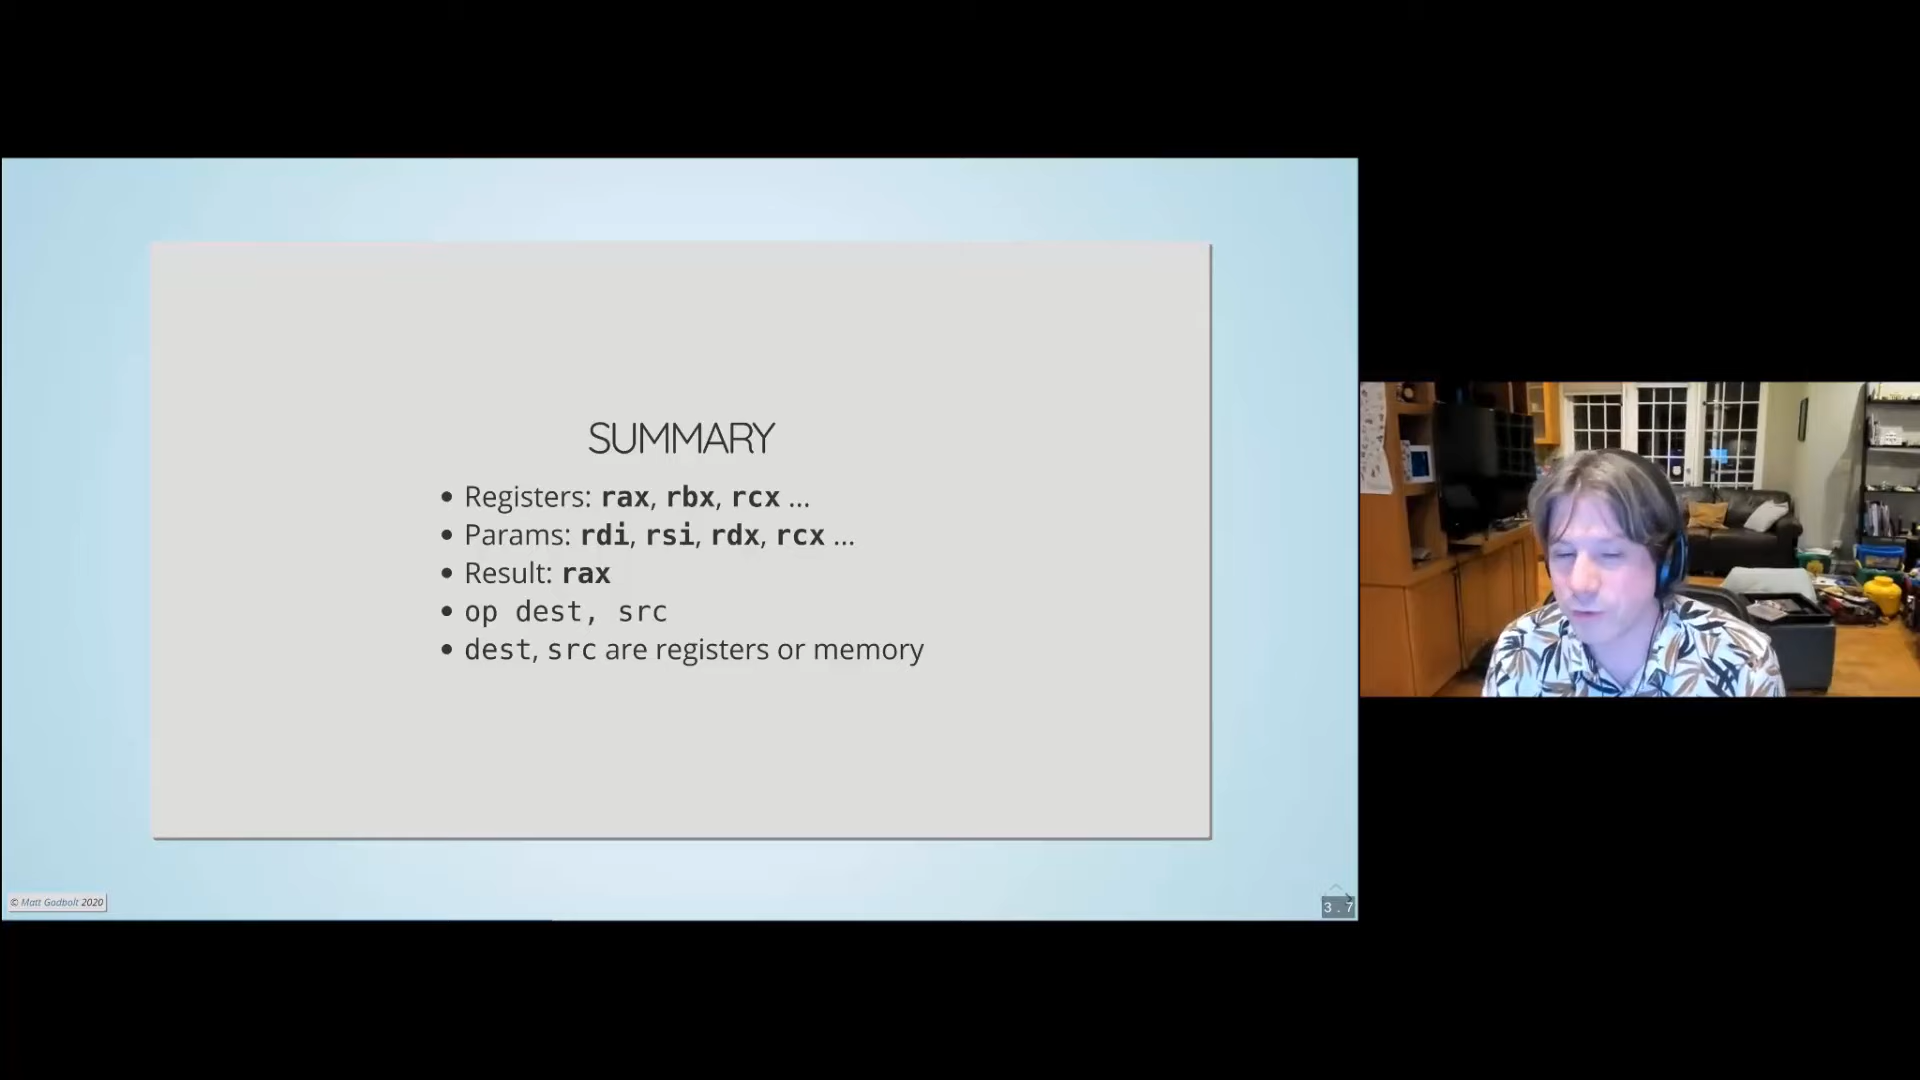 SUMMARY
• Registers: rax, rbx, rcx ...
• Params: rdi, rsi, rdx, rcx ...
• Result: rax
• op dest, src
• dest, src are registers or memory
© Matt Godbolt 2020
3 . 7